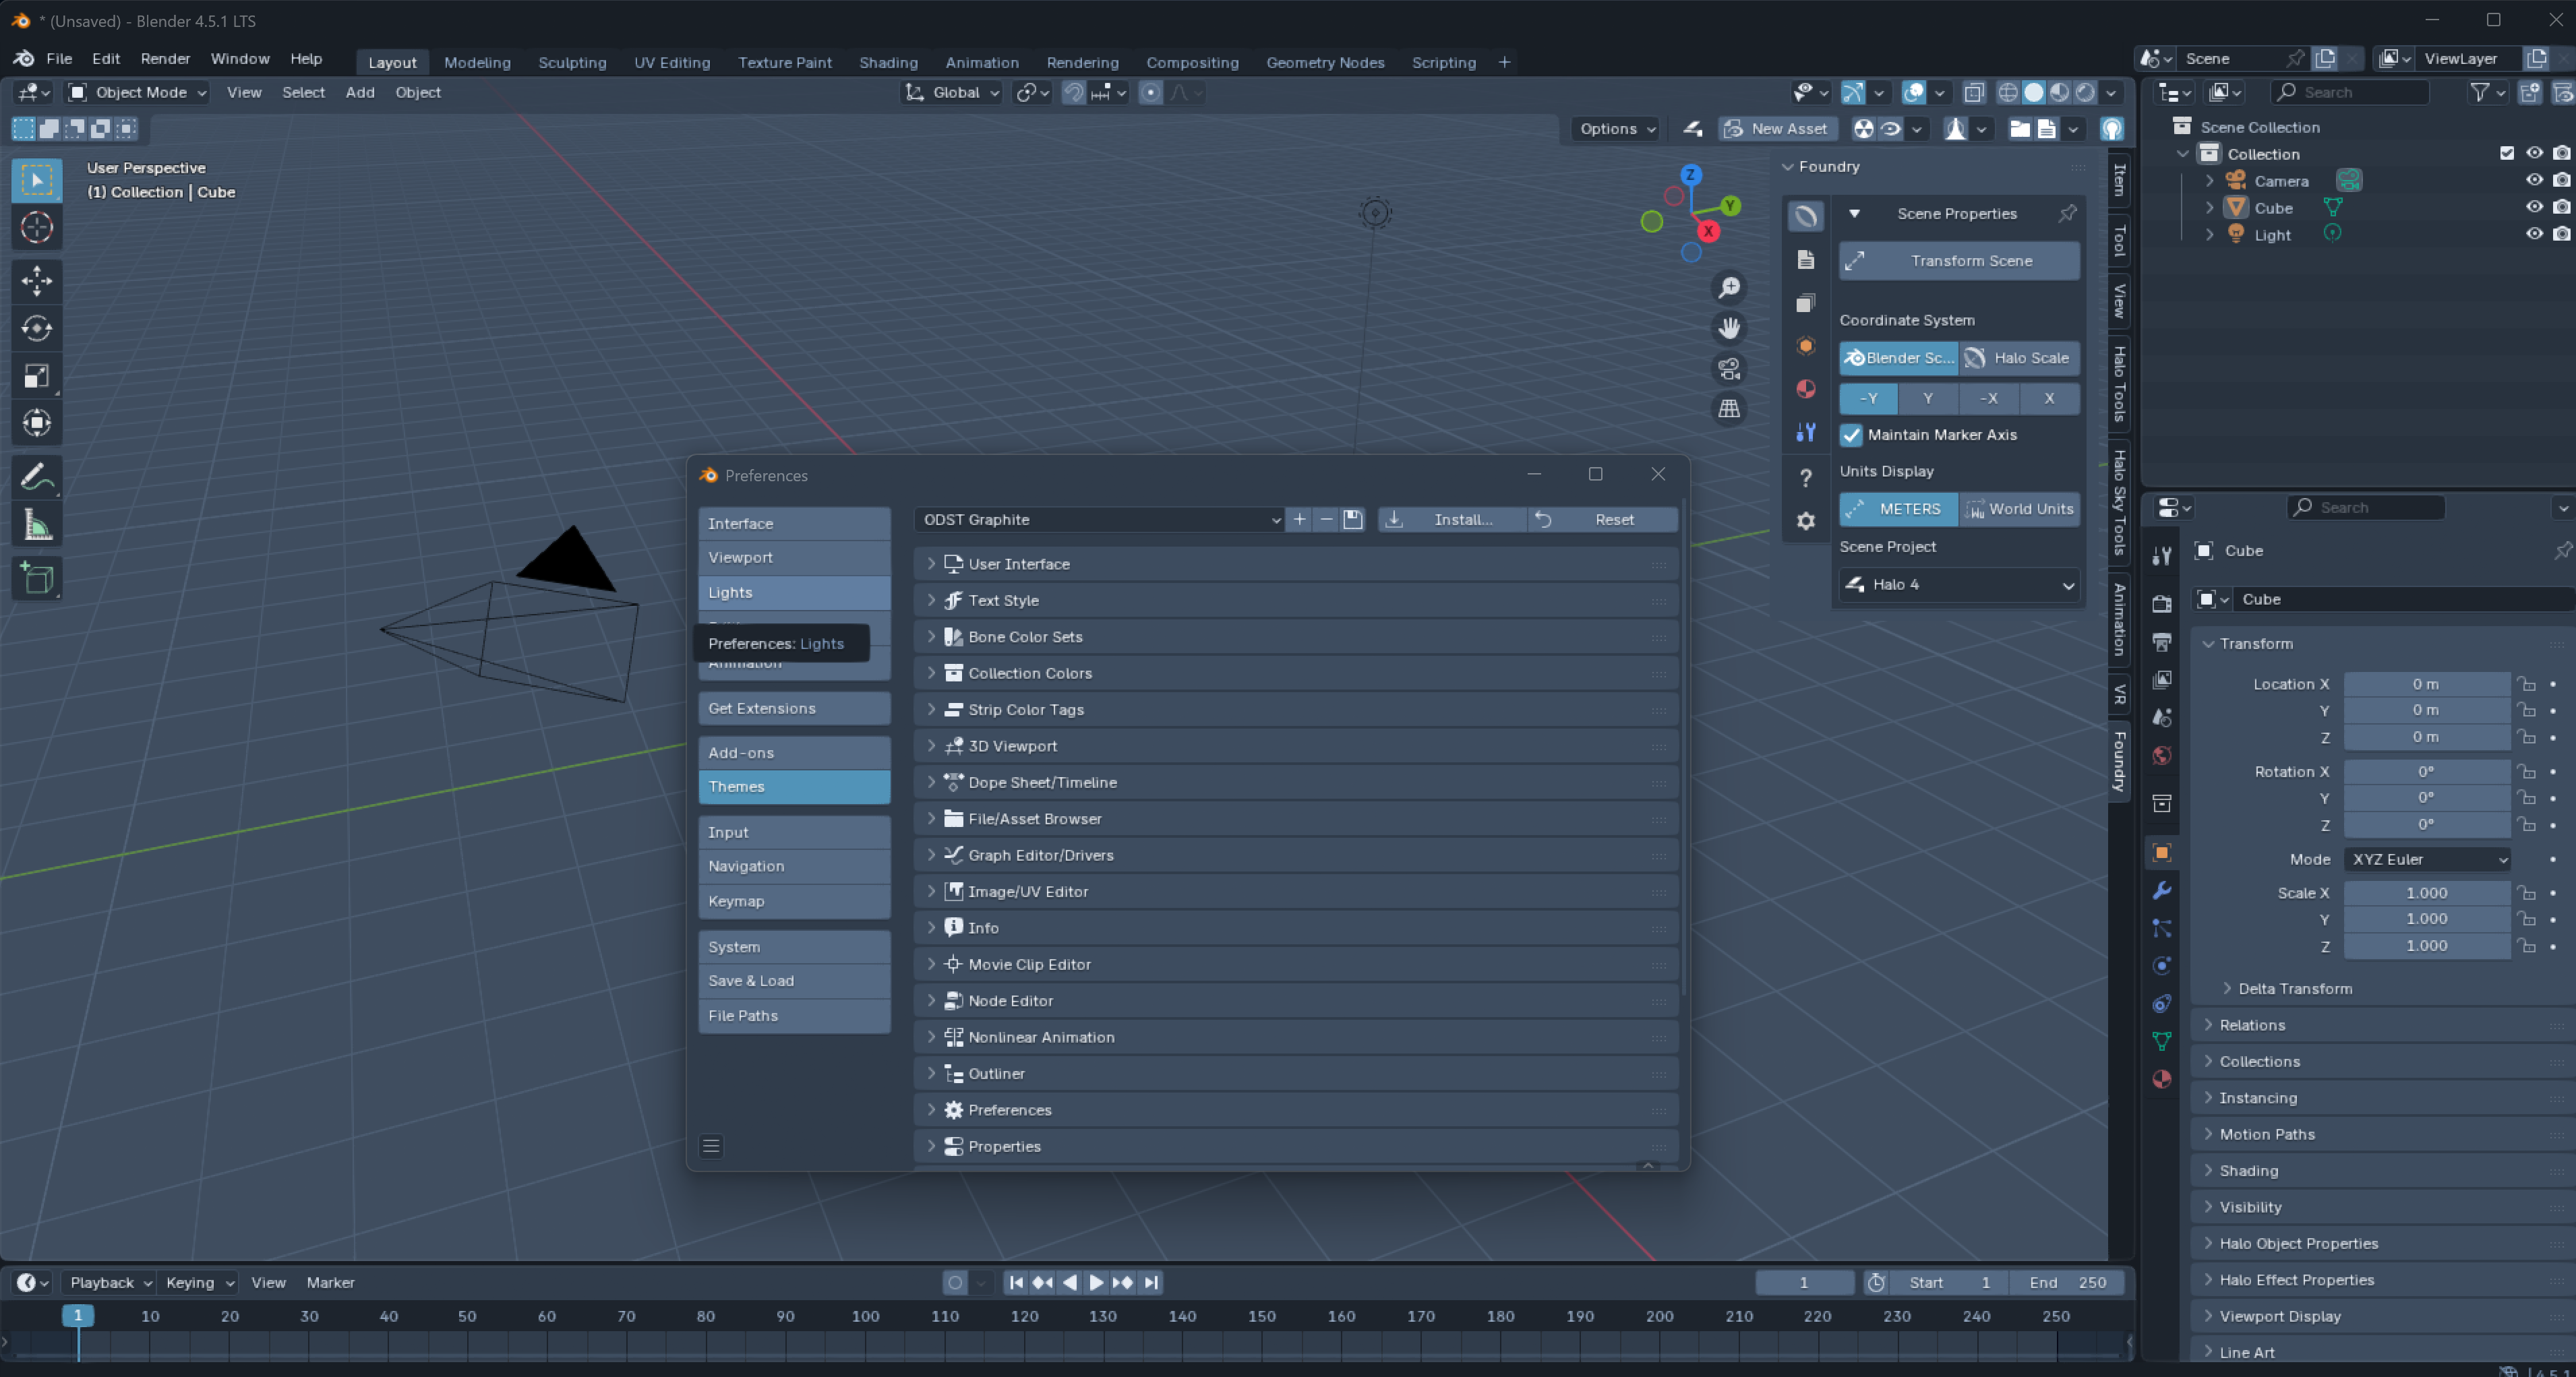 * (Unsaved) - Blender 4.5.1 LTS
File Edit Render Window Help Layout Modeling Sculpting UV Editing Texture Paint Shading Animation Rendering Compositing Geometry Nodes Scripting + Scene ViewLayer
Object Mode View Select Add Object Global Search
Options New Asset
Scene Collection
Collection
Camera
Cube
Light
User Perspective
(1) Collection | Cube
Z
Y
X
Foundry
Scene Properties
Transform Scene
Coordinate System
Blender Sc... Halo Scale
-Y Y -X X
Maintain Marker Axis
Units Display
METERS World Units
Scene Project
Halo 4
Item
Tool
View
Halo Tools
Halo Sky Tools
Animation
VR
Foundry
Preferences
Interface
Viewport
Lights
Preferences: Lights
Animation
Get Extensions
Add-ons
Themes
Input
Navigation
Keymap
System
Save & Load
File Paths
ODST Graphite + − Install... Reset
User Interface
Text Style
Bone Color Sets
Collection Colors
Strip Color Tags
3D Viewport
Dope Sheet/Timeline
File/Asset Browser
Graph Editor/Drivers
Image/UV Editor
Info
Movie Clip Editor
Node Editor
Nonlinear Animation
Outliner
Preferences
Properties
Search
Cube
Cube
Transform
Location X 0 m
Y 0 m
Z 0 m
Rotation X 0°
Y 0°
Z 0°
Mode XYZ Euler
Scale X 1.000
Y 1.000
Z 1.000
Delta Transform
Relations
Collections
Instancing
Motion Paths
Shading
Visibility
Halo Object Properties
Halo Effect Properties
Viewport Display
Line Art
Playback Keying View Marker 1 Start 1 End 250
1 10 20 30 40 50 60 70 80 90 100 110 120 130 140 150 160 170 180 190 200 210 220 230 240 250